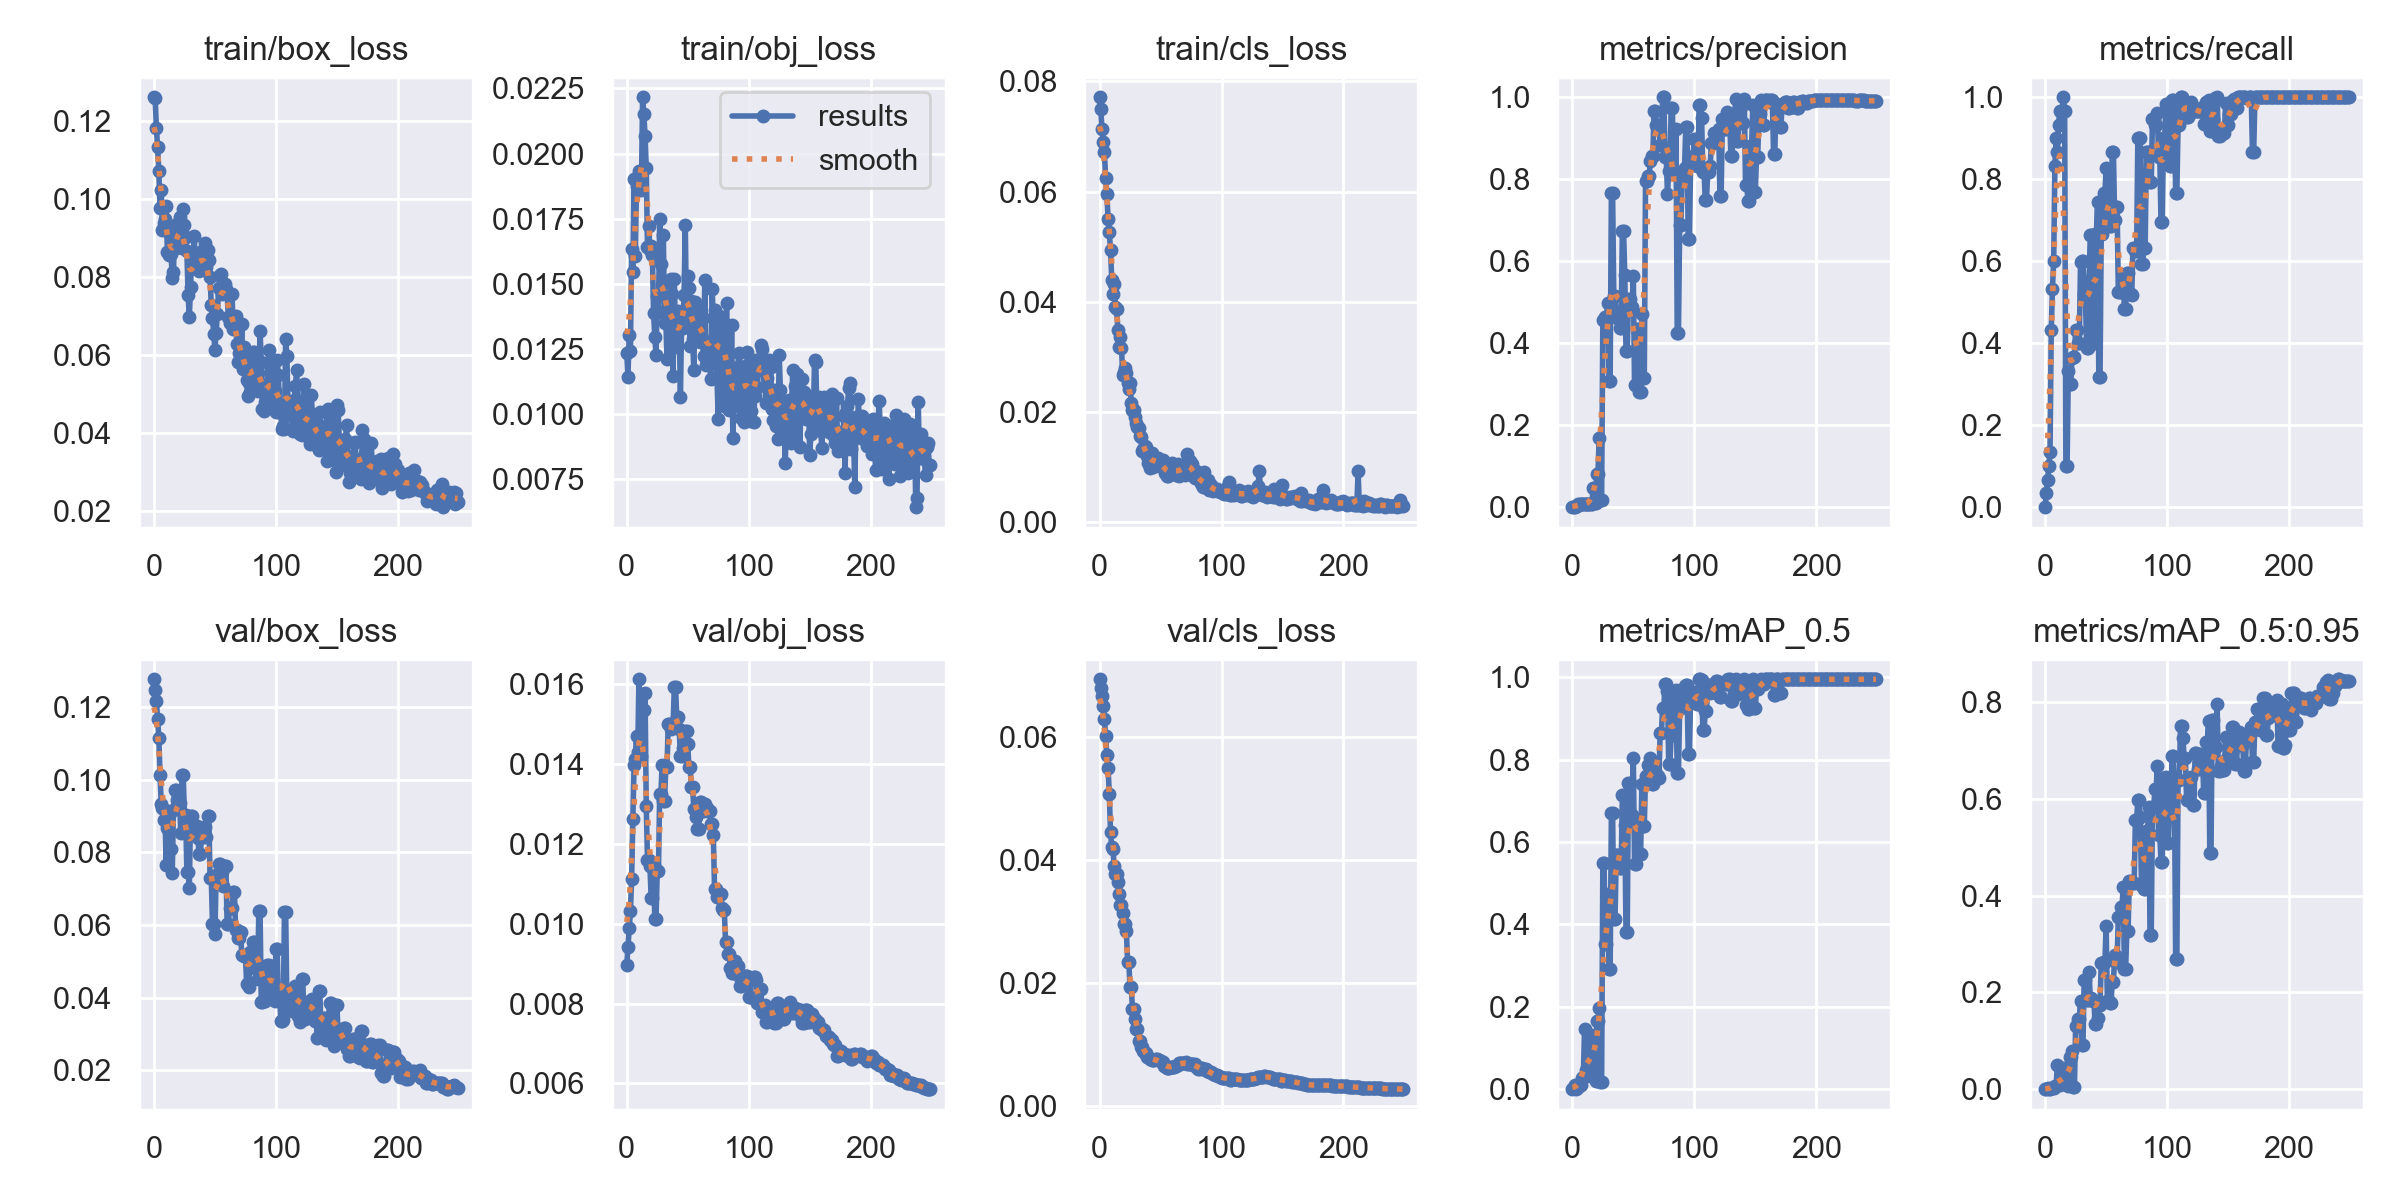 train/box_loss
0.12
0.10
0.08
0.06
0.04
0.02
0 100 200
train/obj_loss
results
smooth
0.0225
0.0200
0.0175
0.0150
0.0125
0.0100
0.0075
0 100 200
train/cls_loss
0.08
0.06
0.04
0.02
0.00
0 100 200
metrics/precision
1.0
0.8
0.6
0.4
0.2
0.0
0 100 200
metrics/recall
1.0
0.8
0.6
0.4
0.2
0.0
0 100 200
val/box_loss
0.12
0.10
0.08
0.06
0.04
0.02
0 100 200
val/obj_loss
0.016
0.014
0.012
0.010
0.008
0.006
0 100 200
val/cls_loss
0.06
0.04
0.02
0.00
0 100 200
metrics/mAP_0.5
1.0
0.8
0.6
0.4
0.2
0.0
0 100 200
metrics/mAP_0.5:0.95
0.8
0.6
0.4
0.2
0.0
0 100 200